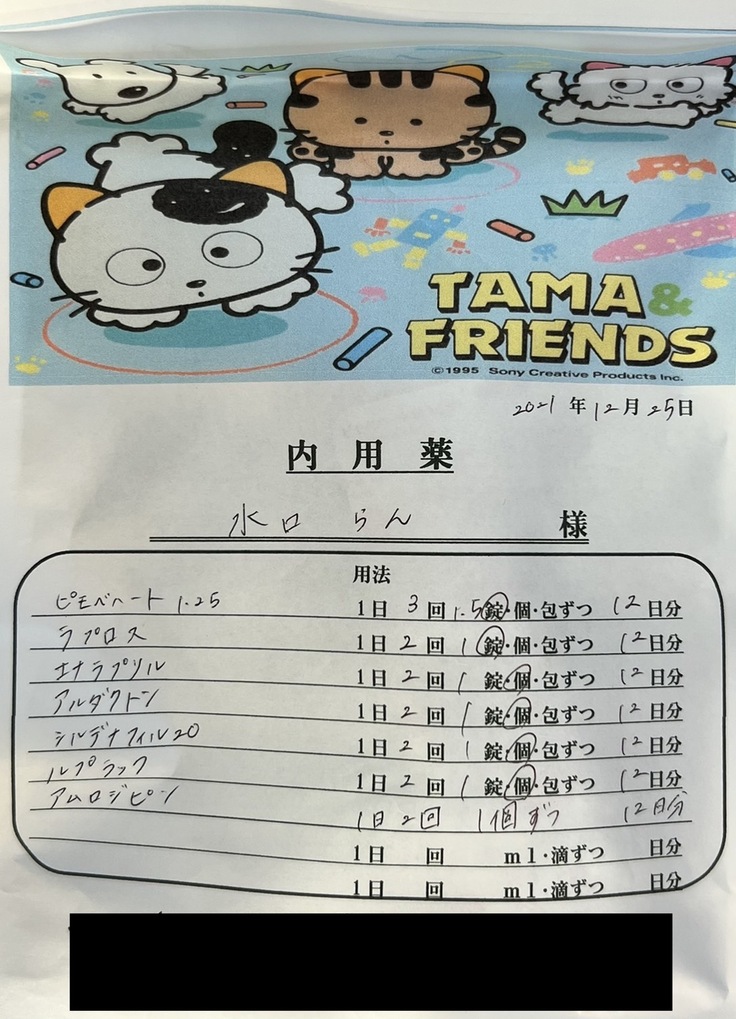 TAMA &
FRIENDS
©1995 Sony Creative Products Inc.
2021 年 12 月 25 日
内 用 薬
水口 らん 様
用法
ピモベハート 1.25 1日 3 回 1.5 錠・個・包ずつ 12 日分
ラプロス 1日 2 回 1 錠・個・包ずつ 12 日分
エナラプリル 1日 2 回 1 錠・個・包ずつ 12 日分
アルダクトン 1日 2 回 1 錠・個・包ずつ 12 日分
シルデナフィル20 1日 2 回 1 錠・個・包ずつ 12 日分
ルプラック 1日 2 回 1 錠・個・包ずつ 12 日分
アムロジピン 1日 2回 1個ずつ 12日分
1日 回 ml・滴ずつ 日分
1日 回 ml・滴ずつ 日分